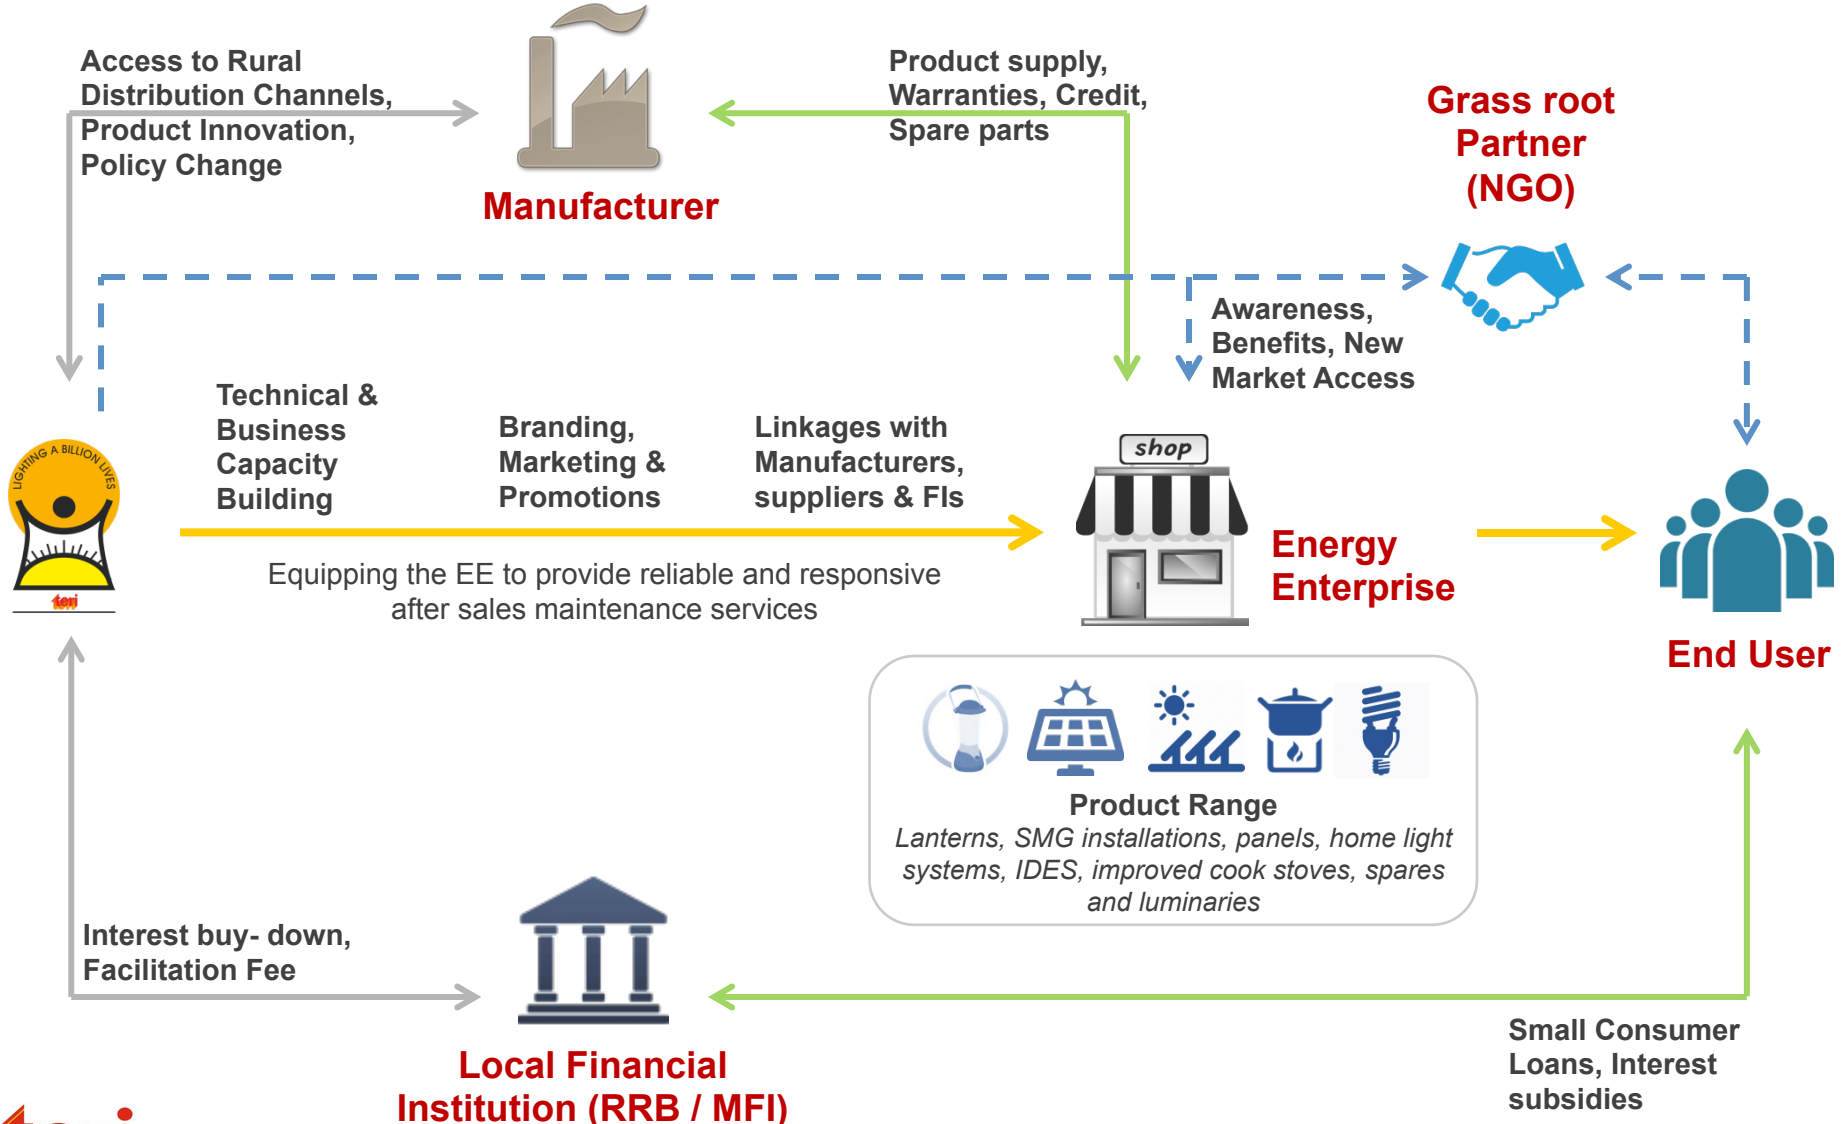 Access to Rural
Distribution Channels,
Product Innovation,
Policy Change
Manufacturer
Product supply,
Warranties, Credit,
Spare parts
Grass root
Partner
(NGO)
Awareness,
Benefits, New
Market Access
LIGHTING A BILLION LIVES
teri
Technical &
Business
Capacity
Building
Branding,
Marketing &
Promotions
Linkages with
Manufacturers,
suppliers & FIs
Equipping the EE to provide reliable and responsive
after sales maintenance services
shop
Energy
Enterprise
End User
Product Range
Lanterns, SMG installations, panels, home light
systems, IDES, improved cook stoves, spares
and luminaries
Interest buy- down,
Facilitation Fee
Local Financial
Institution (RRB / MFI)
Small Consumer
Loans, Interest
subsidies